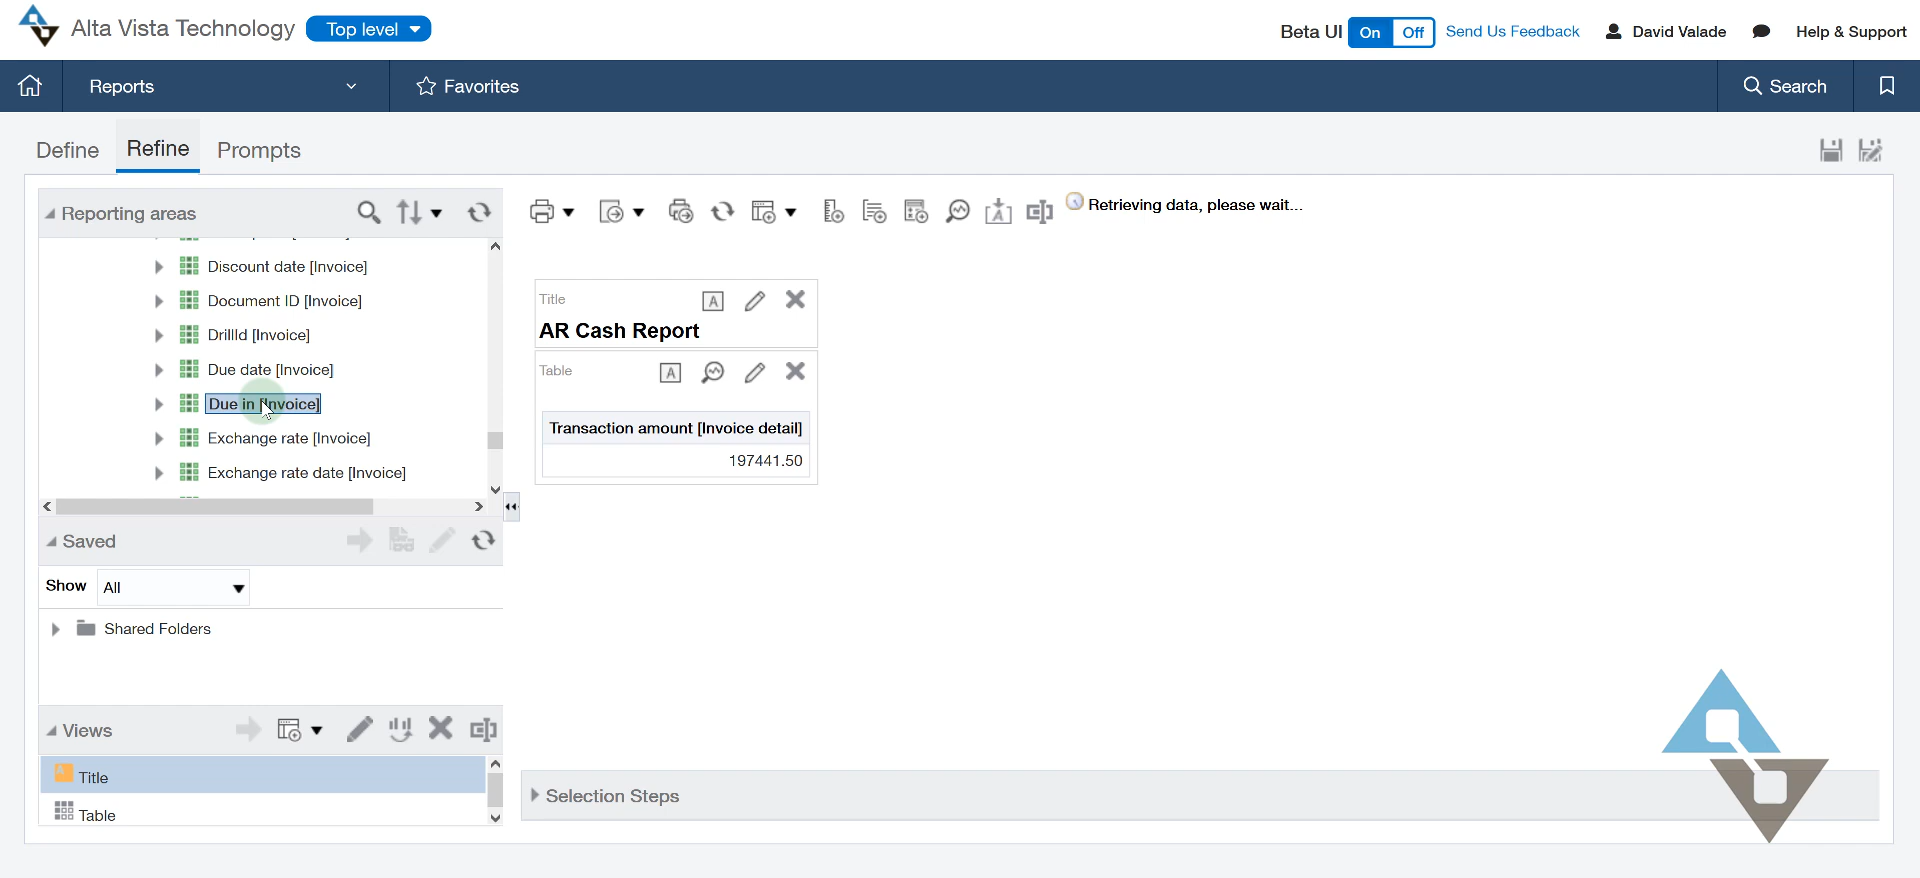 Alta Vista Technology
Top level
Beta UI On Off Send Us Feedback David Valade Help & Support
Reports
Favorites
Search
Define Refine Prompts
Reporting areas
Retrieving data, please wait...
Discount date [Invoice]
Document ID [Invoice]
DrillId [Invoice]
Due date [Invoice]
Due in [Invoice]
Exchange rate [Invoice]
Exchange rate date [Invoice]
Title
A
AR Cash Report
Table
A
Transaction amount [Invoice detail]
197441.50
Saved
Show All
Shared Folders
Views
Title
Table
Selection Steps